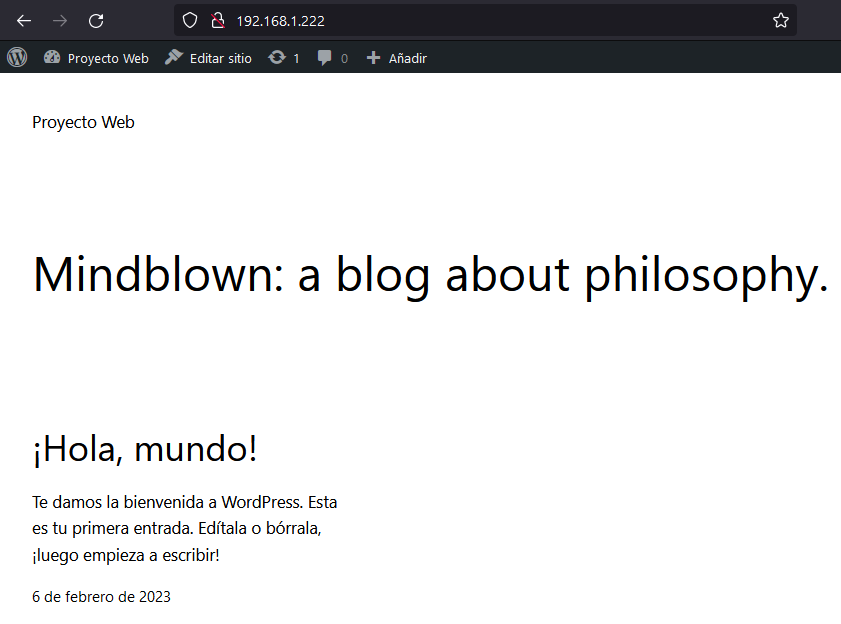 192.168.1.222
Proyecto Web Editar sitio 1 0 Añadir
Proyecto Web
Mindblown: a blog about philosophy.
¡Hola, mundo!
Te damos la bienvenida a WordPress. Esta
es tu primera entrada. Edítala o bórrala,
¡luego empieza a escribir!
6 de febrero de 2023